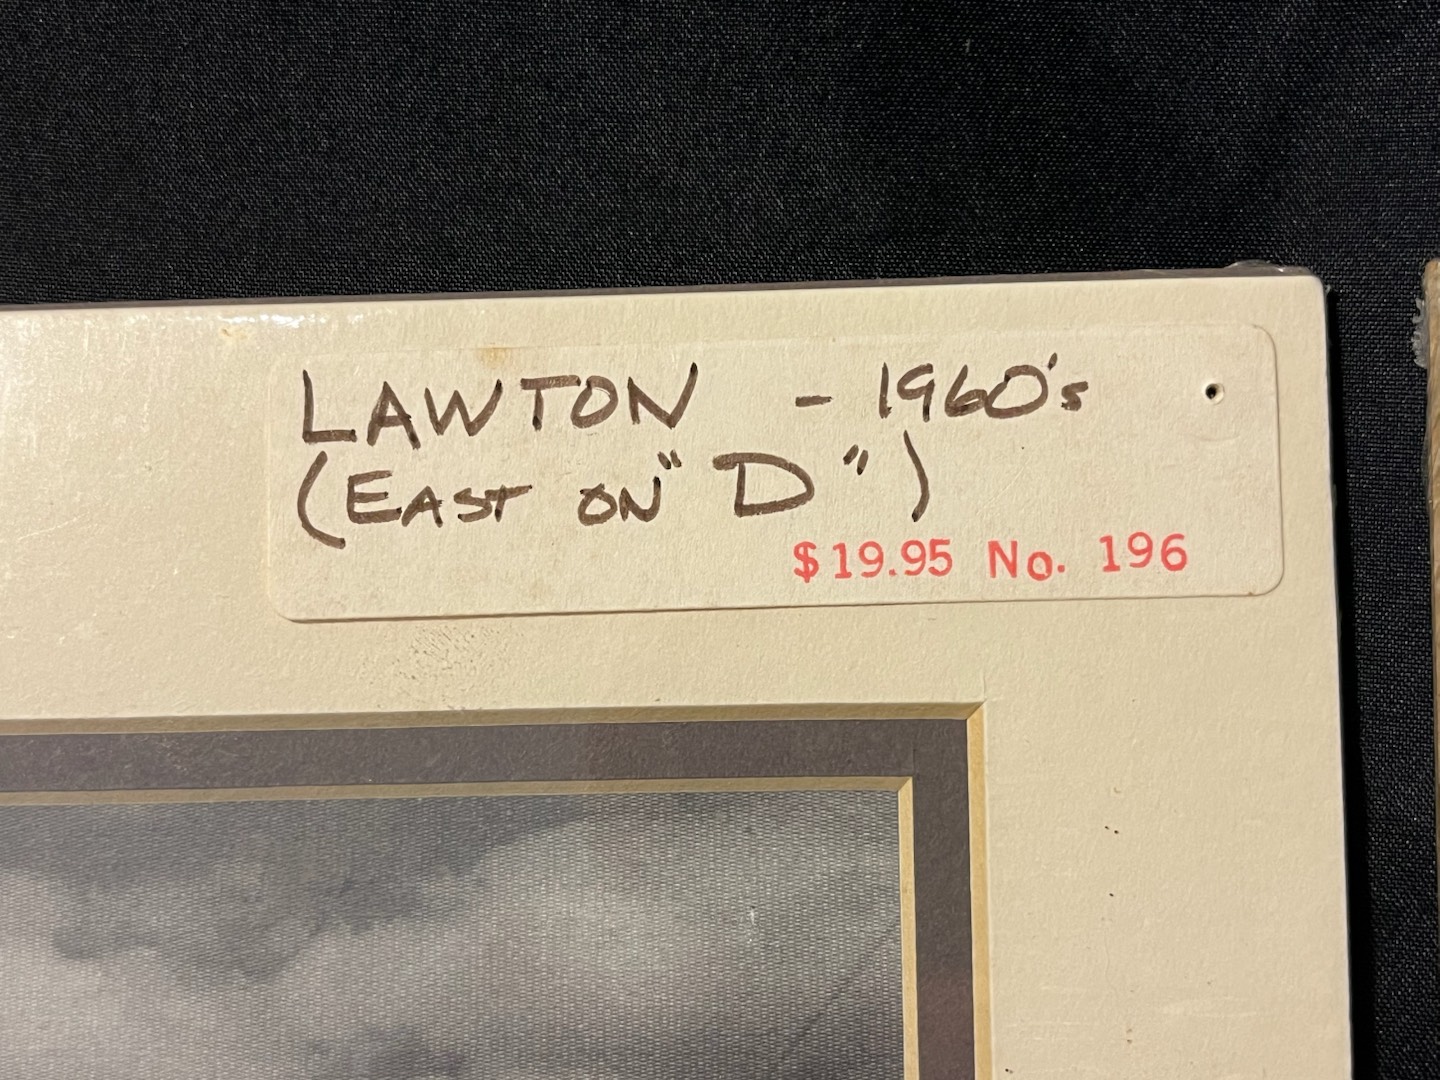 LAWTON - 1960's
(EAST ON "D")
$19.95 No. 196